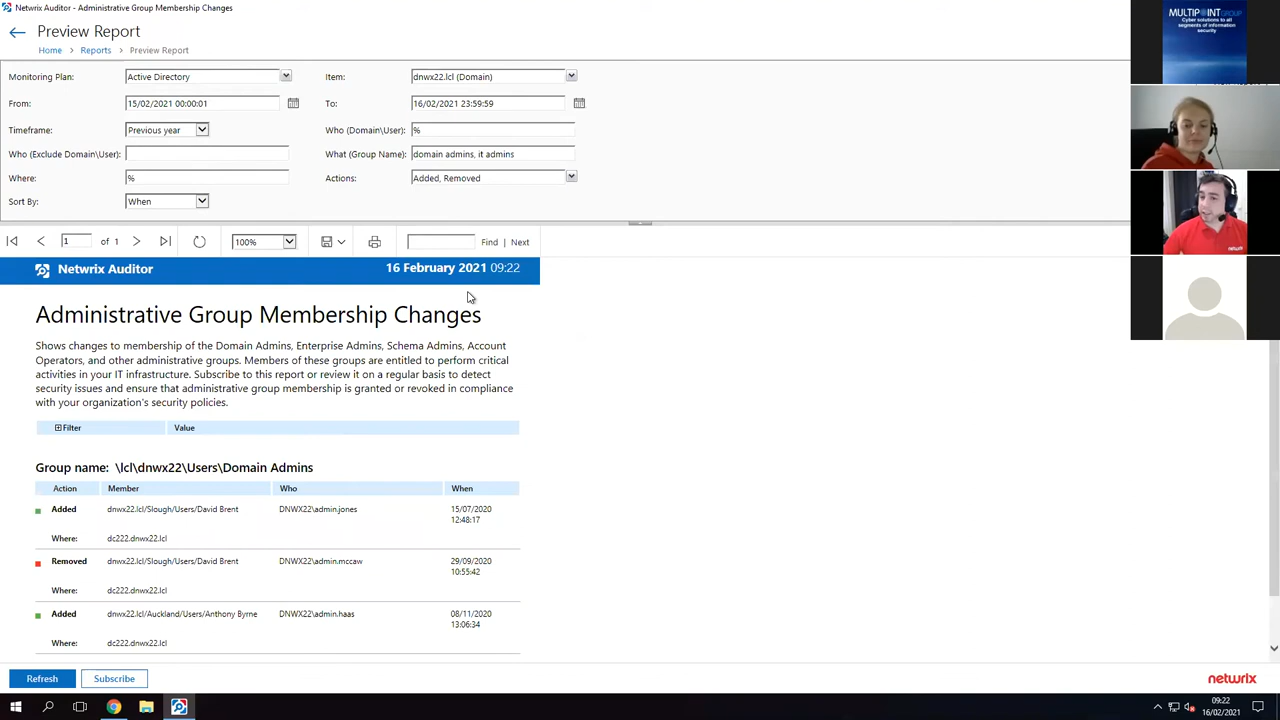 Netwrix Auditor - Administrative Group Membership Changes
Preview Report
Home > Reports > Preview Report
Monitoring Plan: Active Directory Item: dnwx22.lcl (Domain)
From: 15/02/2021 00:00:01 To: 16/02/2021 23:59:59
Timeframe: Previous year Who (Domain\User): %
Who (Exclude Domain\User): What (Group Name): domain admins, it admins
Where: % Actions: Added, Removed
Sort By: When
1 of 1 100% Find | Next
Netwrix Auditor 16 February 2021 09:22
Administrative Group Membership Changes
Shows changes to membership of the Domain Admins, Enterprise Admins, Schema Admins, Account
Operators, and other administrative groups. Members of these groups are entitled to perform critical
activities in your IT infrastructure. Subscribe to this report or review it on a regular basis to detect
security issues and ensure that administrative group membership is granted or revoked in compliance
with your organization's security policies.
Filter Value
Group name: \lcl\dnwx22\Users\Domain Admins
Action Member Who When
Added dnwx22.lcl/Slough/Users/David Brent DNWX22\admin.jones 15/07/2020
12:48:17
Where: dc222.dnwx22.lcl
Removed dnwx22.lcl/Slough/Users/David Brent DNWX22\admin.mccaw 29/09/2020
10:55:42
Where: dc222.dnwx22.lcl
Added dnwx22.lcl/Auckland/Users/Anthony Byrne DNWX22\admin.haas 08/11/2020
13:06:34
Where: dc222.dnwx22.lcl
Refresh Subscribe netwrix
09:22
16/02/2021
MULTIPOINT GROUP
Cyber solutions to all
segments of information
security
netwrix